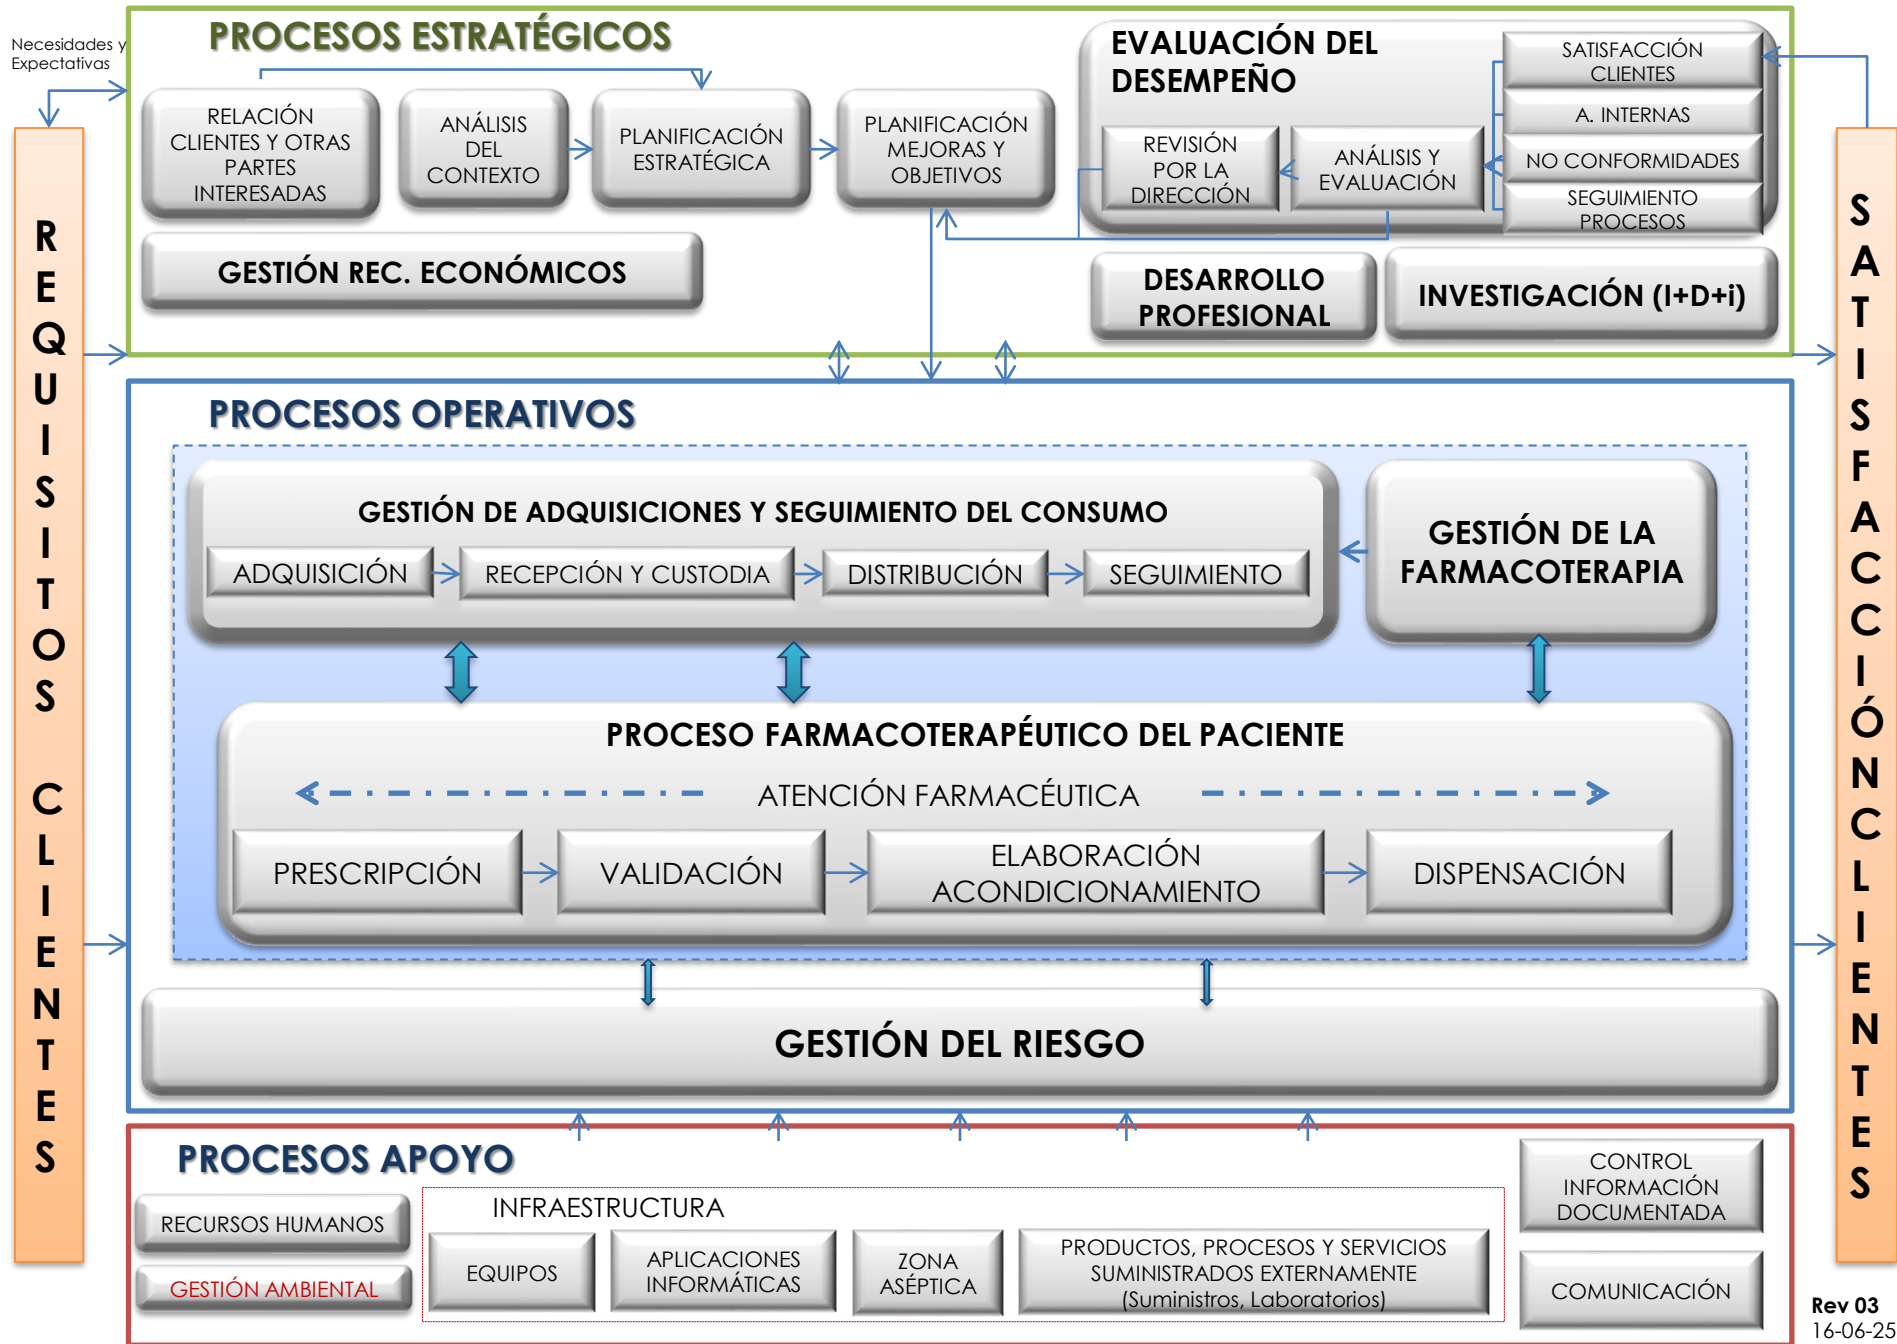 Necesidades y
Expectativas
PROCESOS ESTRATÉGICOS
RELACIÓN
CLIENTES Y OTRAS
PARTES
INTERESADAS
ANÁLISIS
DEL
CONTEXTO
PLANIFICACIÓN
ESTRATÉGICA
PLANIFICACIÓN
MEJORAS Y
OBJETIVOS
EVALUACIÓN DEL
DESEMPEÑO
REVISIÓN
POR LA
DIRECCIÓN
ANÁLISIS Y
EVALUACIÓN
SATISFACCIÓN
CLIENTES
A. INTERNAS
NO CONFORMIDADES
SEGUIMIENTO
PROCESOS
GESTIÓN REC. ECONÓMICOS
DESARROLLO
PROFESIONAL
INVESTIGACIÓN (I+D+i)
REQUISITOS CLIENTES
PROCESOS OPERATIVOS
GESTIÓN DE ADQUISICIONES Y SEGUIMIENTO DEL CONSUMO
ADQUISICIÓN
RECEPCIÓN Y CUSTODIA
DISTRIBUCIÓN
SEGUIMIENTO
GESTIÓN DE LA
FARMACOTERAPIA
PROCESO FARMACOTERAPÉUTICO DEL PACIENTE
ATENCIÓN FARMACÉUTICA
PRESCRIPCIÓN
VALIDACIÓN
ELABORACIÓN
ACONDICIONAMIENTO
DISPENSACIÓN
GESTIÓN DEL RIESGO
SATISFACCIÓN CLIENTES
PROCESOS APOYO
RECURSOS HUMANOS
GESTIÓN AMBIENTAL
INFRAESTRUCTURA
EQUIPOS
APLICACIONES
INFORMÁTICAS
ZONA
ASÉPTICA
PRODUCTOS, PROCESOS Y SERVICIOS
SUMINISTRADOS EXTERNAMENTE
(Suministros, Laboratorios)
CONTROL
INFORMACIÓN
DOCUMENTADA
COMUNICACIÓN
Rev 03
16-06-25